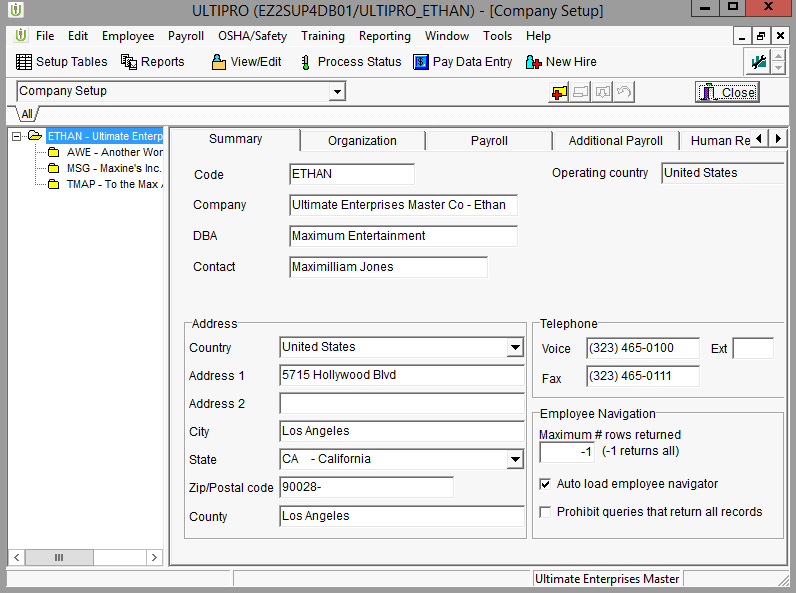 ULTIPRO (EZ2SUP4DB01/ULTIPRO_ETHAN) - [Company Setup]
File Edit Employee Payroll OSHA/Safety Training Reporting Window Tools Help
Setup Tables Reports View/Edit Process Status Pay Data Entry New Hire
Company Setup Close
All
ETHAN - Ultimate Enterp
AWE - Another Wor
MSG - Maxine's Inc.
TMAP - To the Max
Summary Organization Payroll Additional Payroll Human Re
Code ETHAN Operating country United States
Company Ultimate Enterprises Master Co - Ethan
DBA Maximum Entertainment
Contact Maximilliam Jones
Address
Country United States
Address 1 5715 Hollywood Blvd
Address 2
City Los Angeles
State CA - California
Zip/Postal code 90028-
County Los Angeles
Telephone
Voice (323) 465-0100 Ext
Fax (323) 465-0111
Employee Navigation
Maximum # rows returned
-1 (-1 returns all)
Auto load employee navigator
Prohibit queries that return all records
Ultimate Enterprises Master